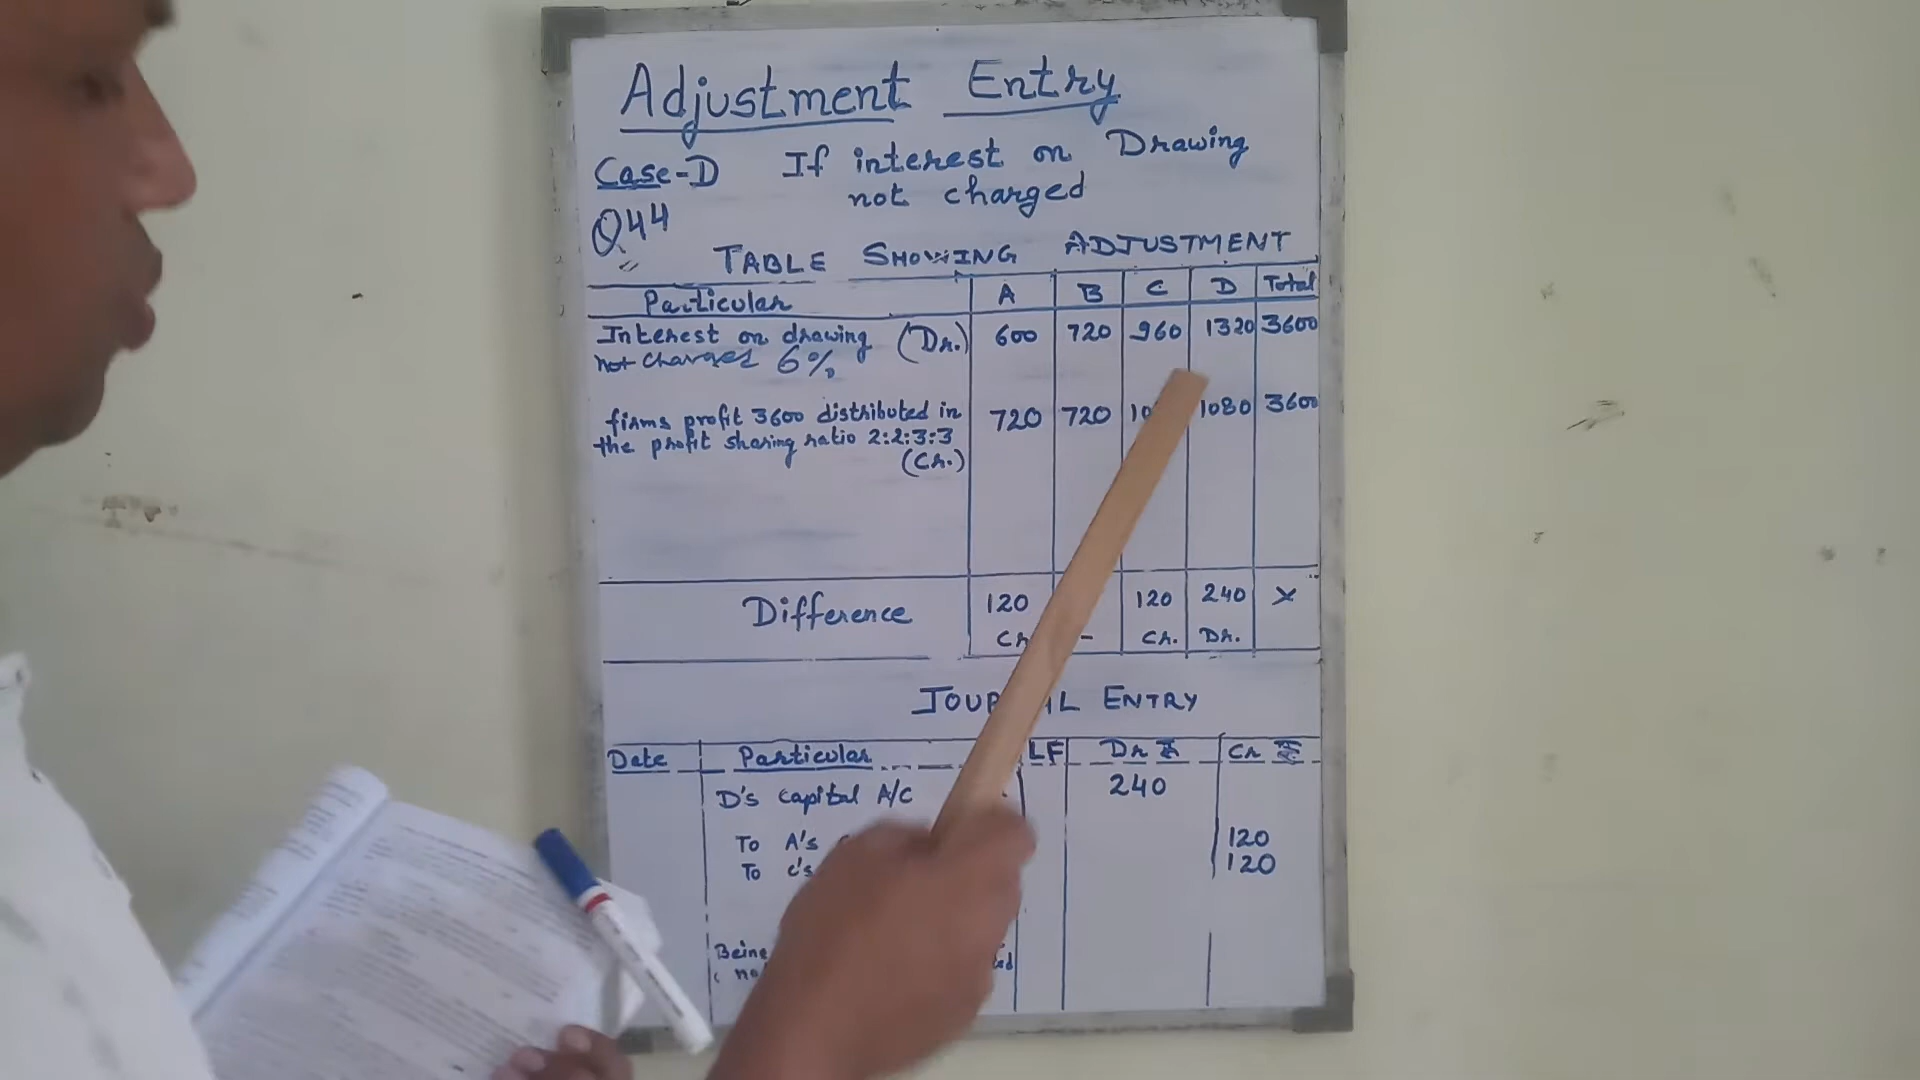 Adjustment Entry
Case-D If interest on Drawing
not charged
Q44
TABLE SHOWING ADJUSTMENT
Particular A B C D Total
Interest on drawing (Dr.) 600 720 960 1320 3600
not charges 6%
firms profit 3600 distributed in 720 720 1080 3600
the profit sharing ratio 2:2:3:3
(Cr.)
Difference 120 120 240 x
Cr. - Cr. Dr.
ENTRY
Date Particular LF Dr ₹ Cr ₹
D's Capital A/C 240
To A's 120
To C's 120